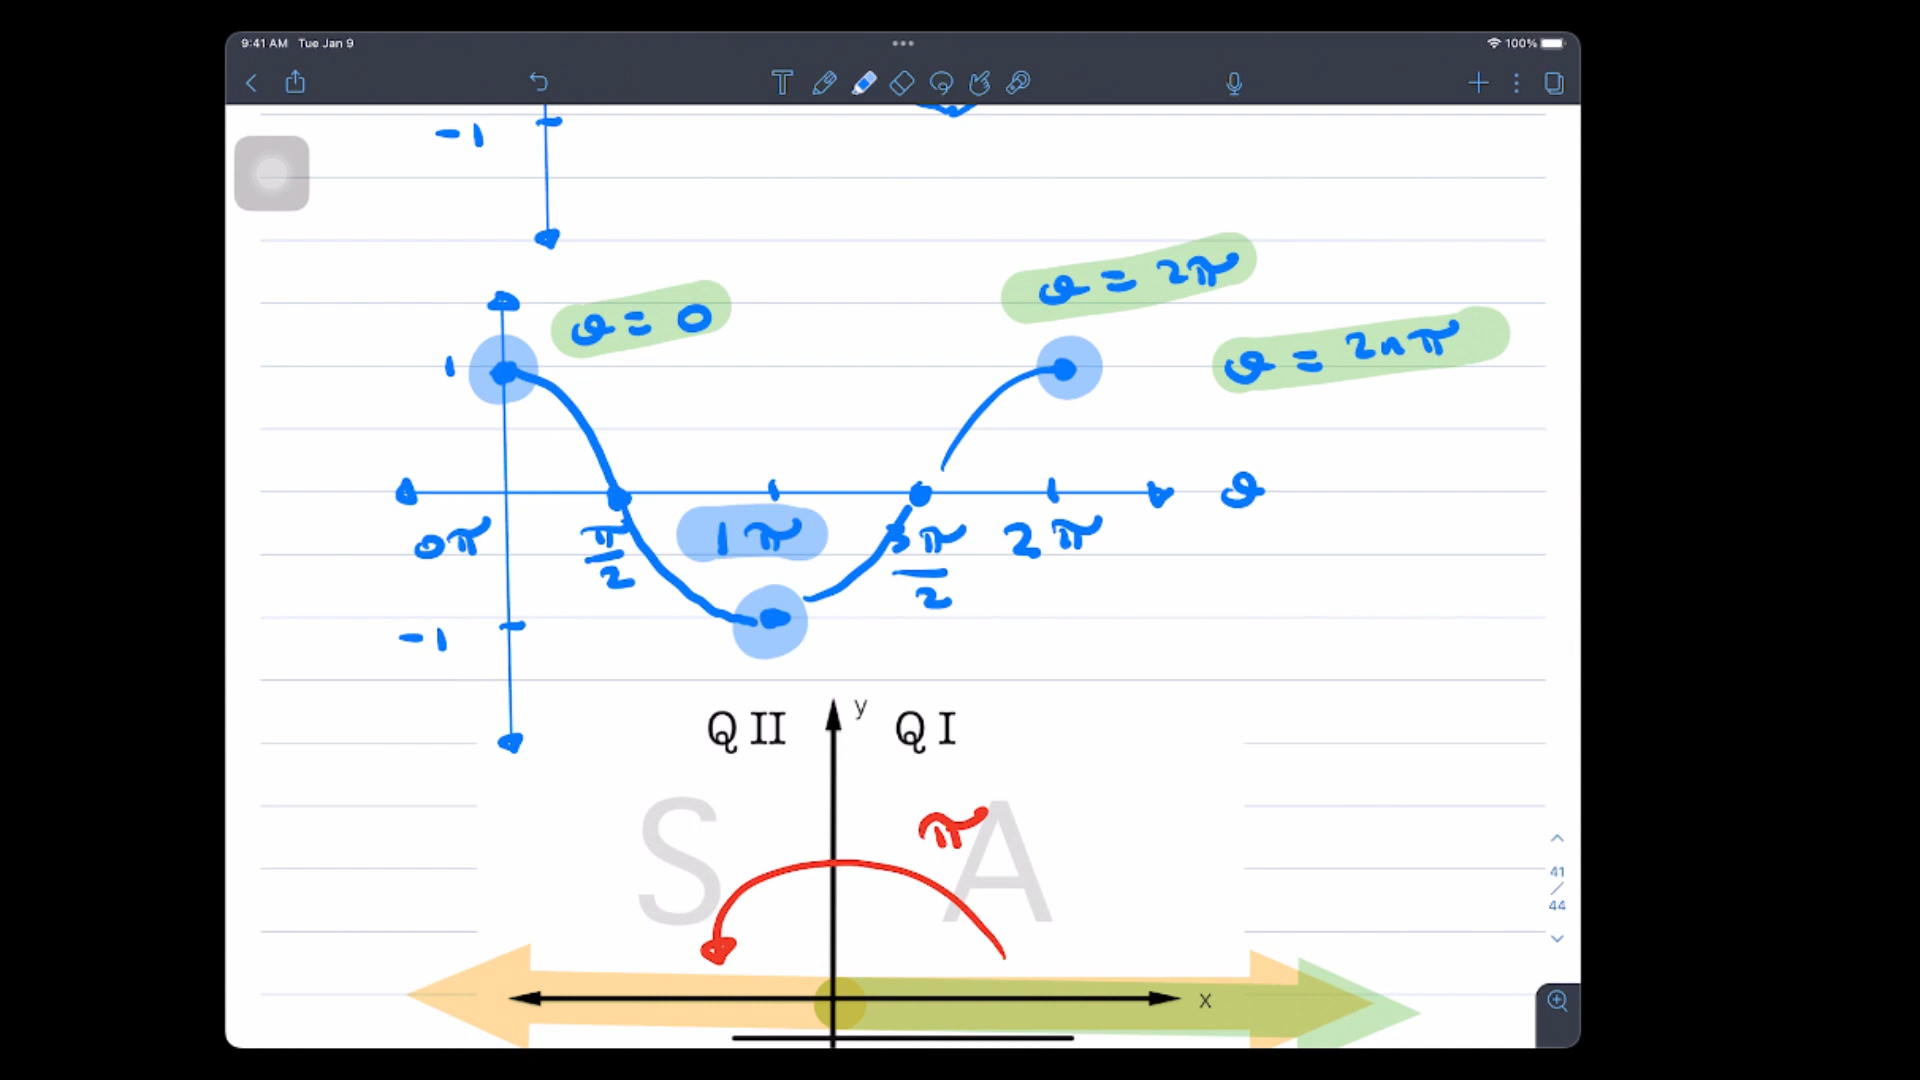 9:41 AM Tue Jan 9
100%
-1
θ = 2π
θ = 0
θ = 2nπ
1
θ
0π π/2 1π 3π/2 2π
-1
y
Q II Q I
π
S A
41
/
44
x